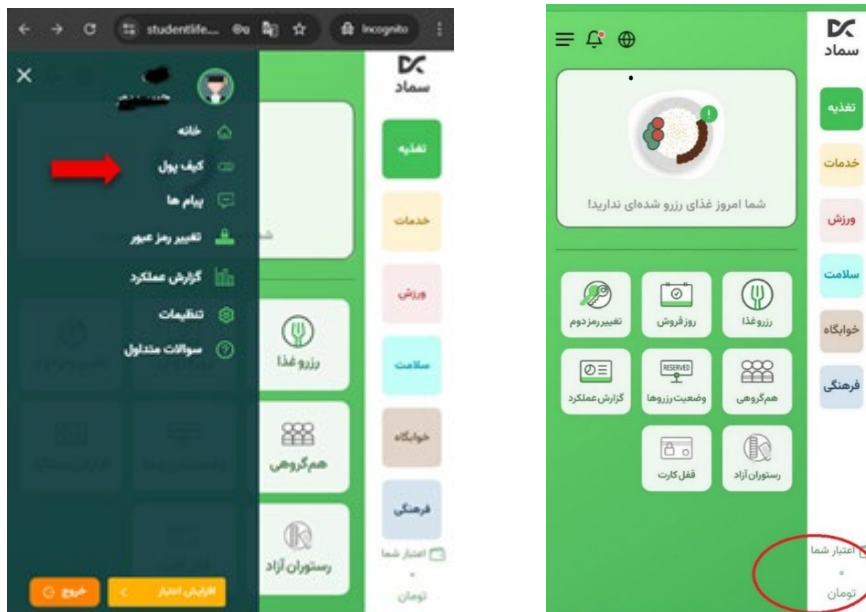 studentlife...
Incognito
سماد
خانه
کیف پول
پیام ها
تغییر رمز عبور
گزارش عملکرد
تنظیمات
سوالات متداول
افزایش اعتبار
خروج
رزرو غذا
هم‌گروهی
رستوران آزاد
تغذیه
خدمات
ورزش
سلامت
خوابگاه
فرهنگی
اعتبار شما
۰
تومان
سماد
شما امروز غذای رزرو شده‌ای ندارید!
رزرو غذا
روز فروش
تغییر رمز دوم
هم‌گروهی
RESERVED
وضعیت رزروها
گزارش عملکرد
رستوران آزاد
قفل کارت
تغذیه
خدمات
ورزش
سلامت
خوابگاه
فرهنگی
اعتبار شما
۰
تومان